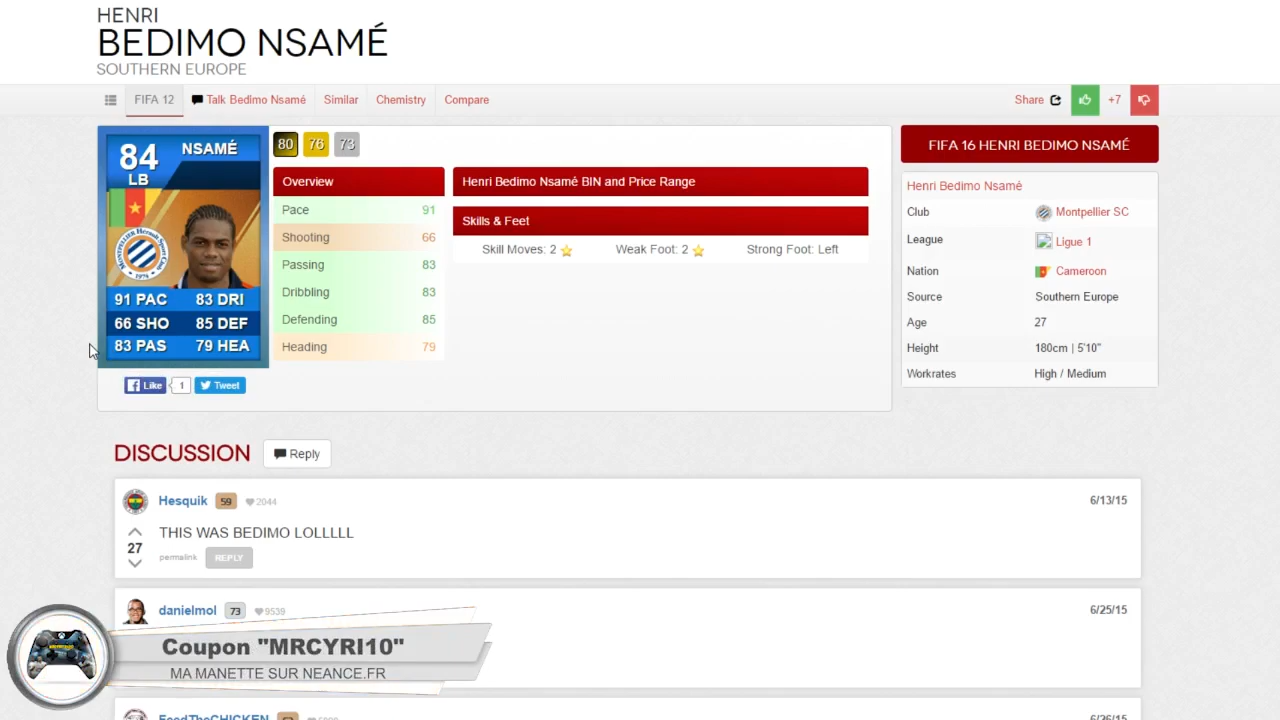 HENRI
BEDIMO NSAMÉ
SOUTHERN EUROPE
FIFA 12 Talk Bedimo Nsamé Similar Chemistry Compare Share +7
84 NSAMÉ
LB
91 PAC 83 DRI
66 SHO 85 DEF
83 PAS 79 HEA
Like 1 Tweet
80 76 73
Overview
Pace 91
Shooting 66
Passing 83
Dribbling 83
Defending 85
Heading 79
Henri Bedimo Nsamé BIN and Price Range
Skills & Feet
Skill Moves: 2 Weak Foot: 2 Strong Foot: Left
FIFA 16 HENRI BEDIMO NSAMÉ
Henri Bedimo Nsamé
Club Montpellier SC
League Ligue 1
Nation Cameroon
Source Southern Europe
Age 27
Height 180cm | 5'10"
Workrates High / Medium
DISCUSSION Reply
Hesquik 59 2044 6/13/15
THIS WAS BEDIMO LOLLLLL
27
permalink REPLY
danielmol 73 9539 6/25/15
Coupon "MRCYRI10"
MA MANETTE SUR NEANCE.FR
FeedTheCHICKEN 6/26/15